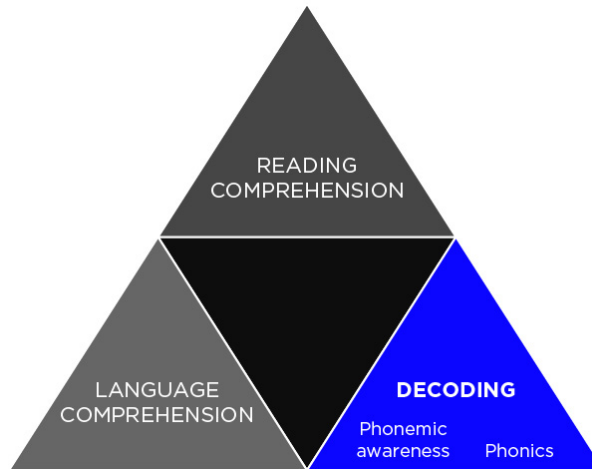 READING
COMPREHENSION
LANGUAGE
COMPREHENSION
DECODING
Phonemic
awareness
Phonics